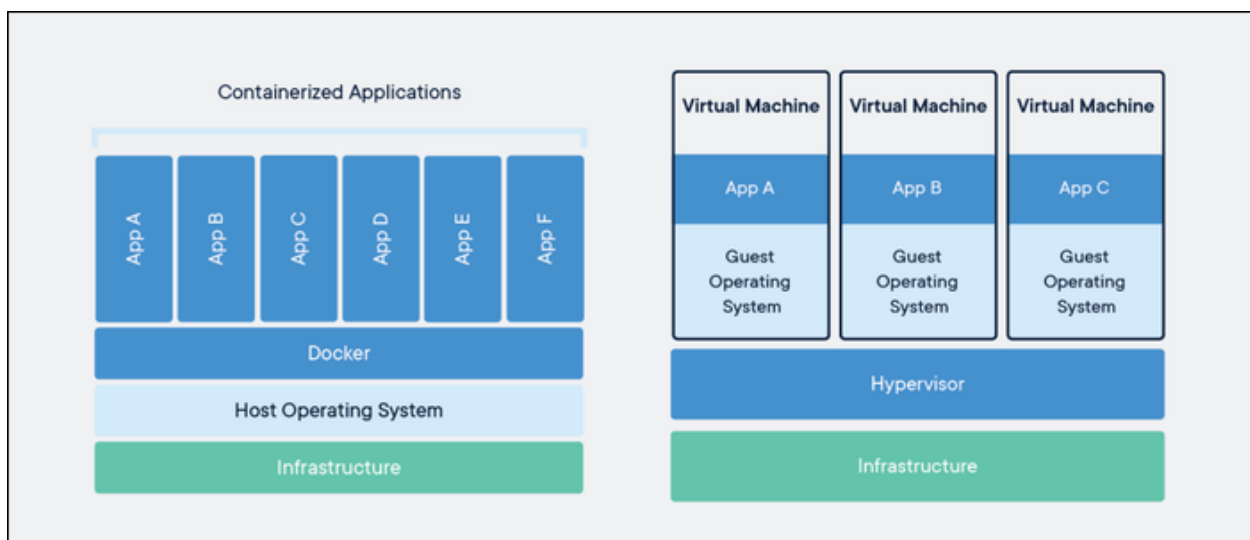 Containerized Applications
App A
App B
App C
App D
App E
App F
Docker
Host Operating System
Infrastructure
Virtual Machine
App A
Guest
Operating
System
Virtual Machine
App B
Guest
Operating
System
Virtual Machine
App C
Guest
Operating
System
Hypervisor
Infrastructure